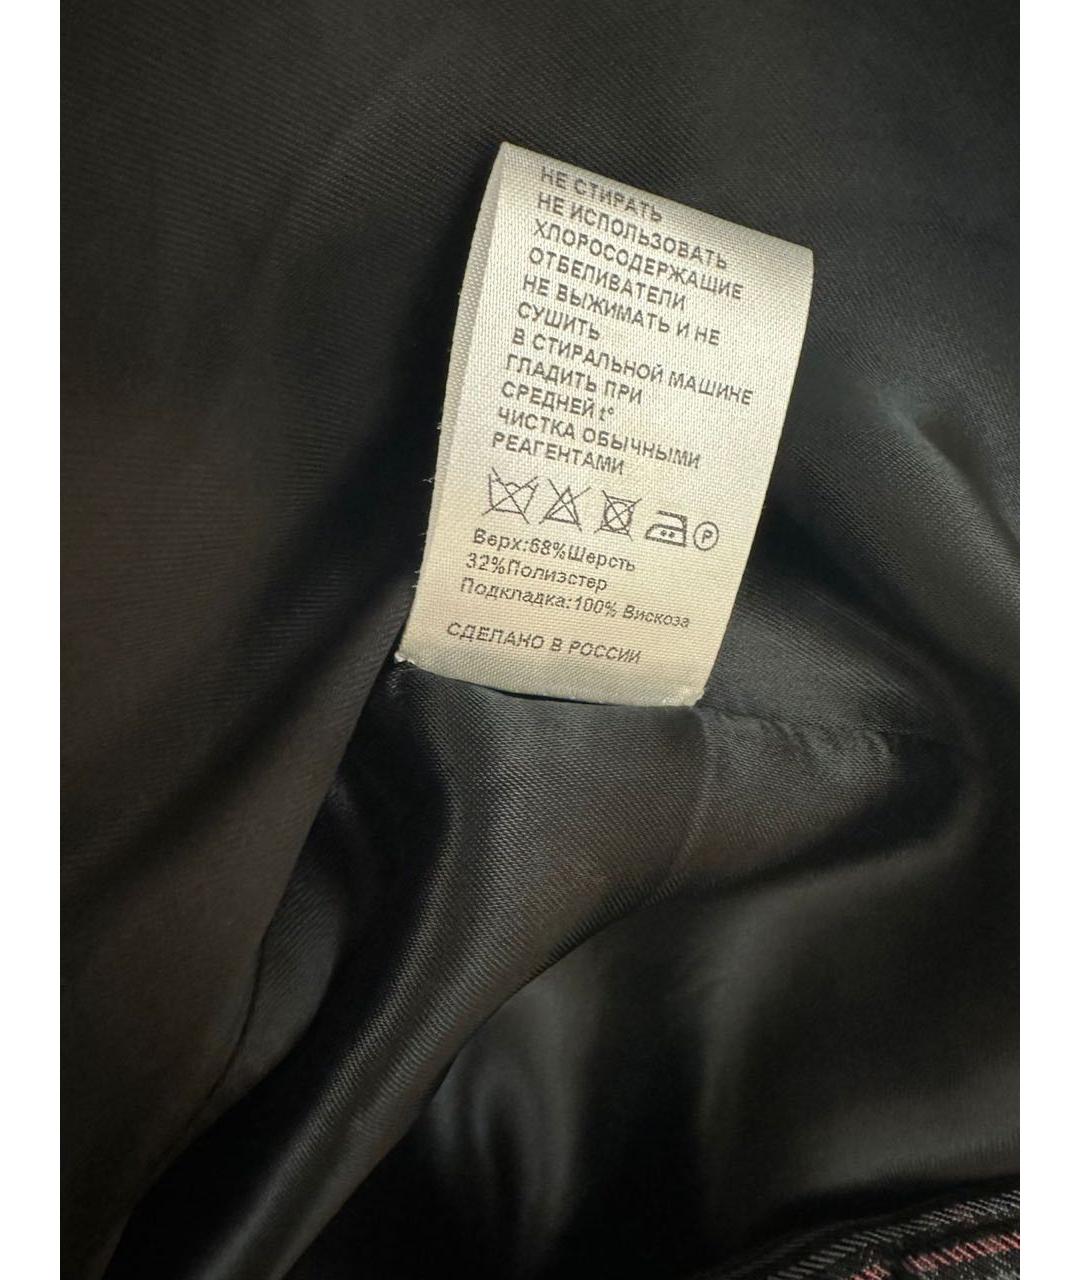 НЕ СТИРАТЬ
НЕ ИСПОЛЬЗОВАТЬ
ХЛОРОСОДЕРЖАЩИЕ
ОТБЕЛИВАТЕЛИ
НЕ ВЫЖИМАТЬ И НЕ
СУШИТЬ
В СТИРАЛЬНОЙ МАШИНЕ
ГЛАДИТЬ ПРИ
СРЕДНЕЙ t°
ЧИСТКА ОБЫЧНЫМИ
РЕАГЕНТАМИ
P
Верх:68%Шерсть
32%Полиэстер
Подкладка:100% Вискоза
СДЕЛАНО В РОССИИ